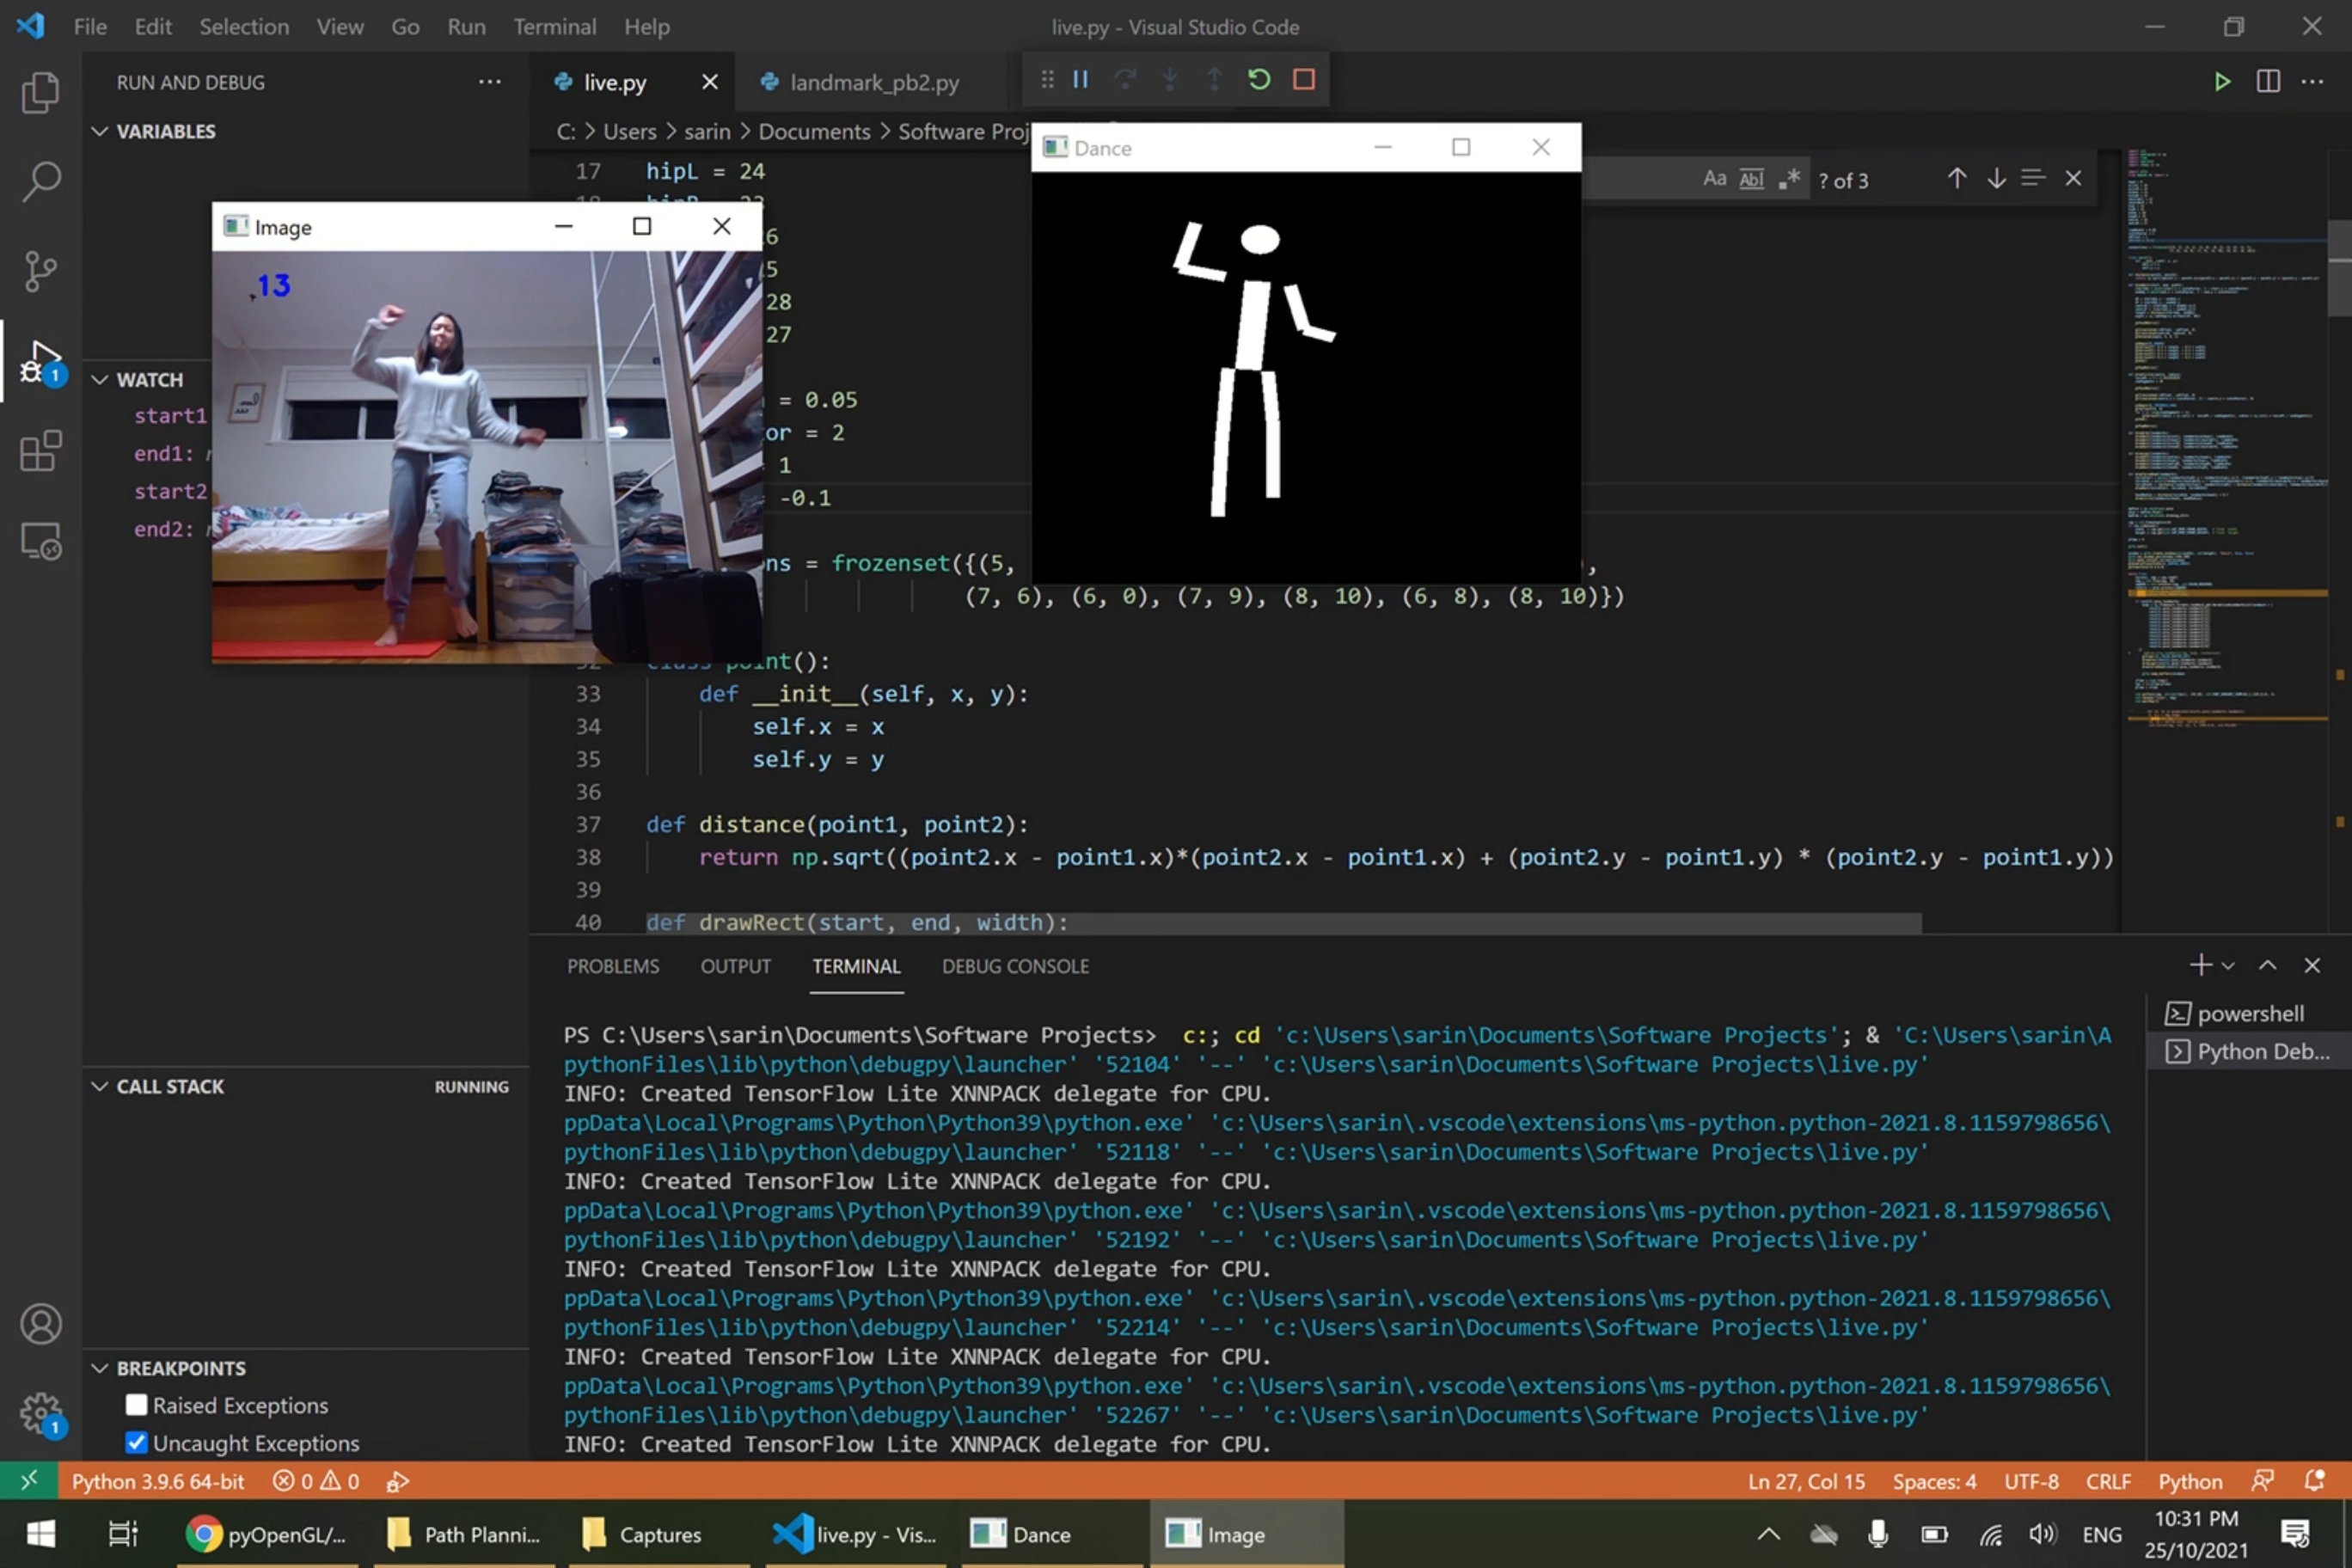 File Edit Selection View Go Run Terminal Help
live.py - Visual Studio Code
RUN AND DEBUG
live.py
landmark_pb2.py
VARIABLES
C: > Users > sarin > Documents > Software Proj
Dance
17 hipL = 24
Aa Abl .* ? of 3
Image
13
6
5
28
27
WATCH
= 0.05
start1
or = 2
end1:
1
start2
= -0.1
end2:
ns = frozenset({(5,
,
(7, 6), (6, 0), (7, 9), (8, 10), (6, 8), (8, 10)})
32 class point():
33 def __init__(self, x, y):
34 self.x = x
35 self.y = y
36
37 def distance(point1, point2):
38 return np.sqrt((point2.x - point1.x)*(point2.x - point1.x) + (point2.y - point1.y) * (point2.y - point1.y))
39
40 def drawRect(start, end, width):
PROBLEMS OUTPUT TERMINAL DEBUG CONSOLE
powershell
Python Deb...
PS C:\Users\sarin\Documents\Software Projects> c:; cd 'c:\Users\sarin\Documents\Software Projects'; & 'C:\Users\sarin\A
pythonFiles\lib\python\debugpy\launcher' '52104' '--' 'c:\Users\sarin\Documents\Software Projects\live.py'
INFO: Created TensorFlow Lite XNNPACK delegate for CPU.
ppData\Local\Programs\Python\Python39\python.exe' 'c:\Users\sarin\.vscode\extensions\ms-python.python-2021.8.1159798656\
pythonFiles\lib\python\debugpy\launcher' '52118' '--' 'c:\Users\sarin\Documents\Software Projects\live.py'
INFO: Created TensorFlow Lite XNNPACK delegate for CPU.
ppData\Local\Programs\Python\Python39\python.exe' 'c:\Users\sarin\.vscode\extensions\ms-python.python-2021.8.1159798656\
pythonFiles\lib\python\debugpy\launcher' '52192' '--' 'c:\Users\sarin\Documents\Software Projects\live.py'
INFO: Created TensorFlow Lite XNNPACK delegate for CPU.
ppData\Local\Programs\Python\Python39\python.exe' 'c:\Users\sarin\.vscode\extensions\ms-python.python-2021.8.1159798656\
pythonFiles\lib\python\debugpy\launcher' '52214' '--' 'c:\Users\sarin\Documents\Software Projects\live.py'
INFO: Created TensorFlow Lite XNNPACK delegate for CPU.
ppData\Local\Programs\Python\Python39\python.exe' 'c:\Users\sarin\.vscode\extensions\ms-python.python-2021.8.1159798656\
pythonFiles\lib\python\debugpy\launcher' '52267' '--' 'c:\Users\sarin\Documents\Software Projects\live.py'
INFO: Created TensorFlow Lite XNNPACK delegate for CPU.
CALL STACK RUNNING
BREAKPOINTS
Raised Exceptions
Uncaught Exceptions
1
1
Python 3.9.6 64-bit 0 0
Ln 27, Col 15 Spaces: 4 UTF-8 CRLF Python
pyOpenGL/... Path Planni... Captures live.py - Vis... Dance Image
ENG
10:31 PM
25/10/2021